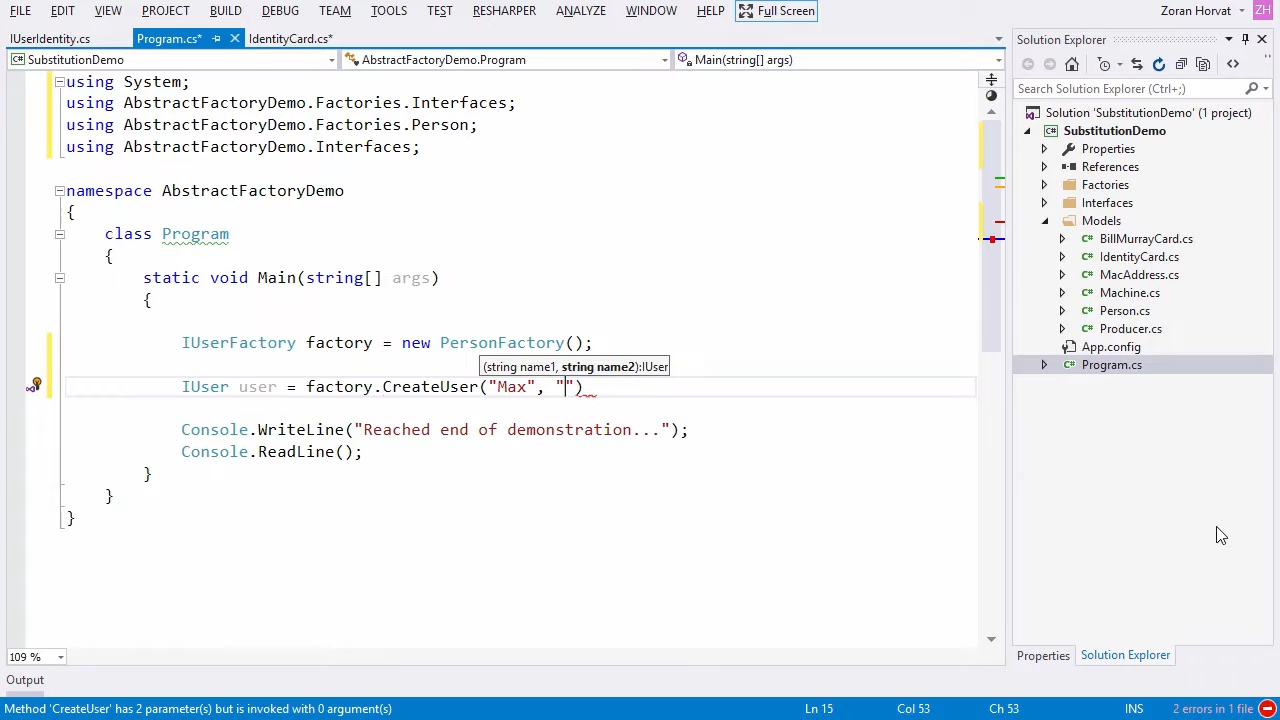 FILE EDIT VIEW PROJECT BUILD DEBUG TEAM TOOLS TEST RESHARPER ANALYZE WINDOW HELP Full Screen Zoran Horvat ZH
UserIdentity.cs Program.cs* IdentityCard.cs*
C# SubstitutionDemo AbstractFactoryDemo.Program Main(string[] args)
using System;
using AbstractFactoryDemo.Factories.Interfaces;
using AbstractFactoryDemo.Factories.Person;
using AbstractFactoryDemo.Interfaces;
namespace AbstractFactoryDemo
{
class Program
{
static void Main(string[] args)
{
IUserFactory factory = new PersonFactory();
(string name1, string name2):IUser
IUser user = factory.CreateUser("Max", "")
Console.WriteLine("Reached end of demonstration...");
Console.ReadLine();
}
}
}
109 %
Solution Explorer
Search Solution Explorer (Ctrl+;)
Solution 'SubstitutionDemo' (1 project)
C# SubstitutionDemo
Properties
References
Factories
Interfaces
Models
C# BillMurrayCard.cs
C# IdentityCard.cs
C# MacAddress.cs
C# Machine.cs
C# Person.cs
C# Producer.cs
App.config
C# Program.cs
Properties Solution Explorer
Output
Method 'CreateUser' has 2 parameter(s) but is invoked with 0 argument(s) Ln 15 Col 53 Ch 53 INS 2 errors in 1 file